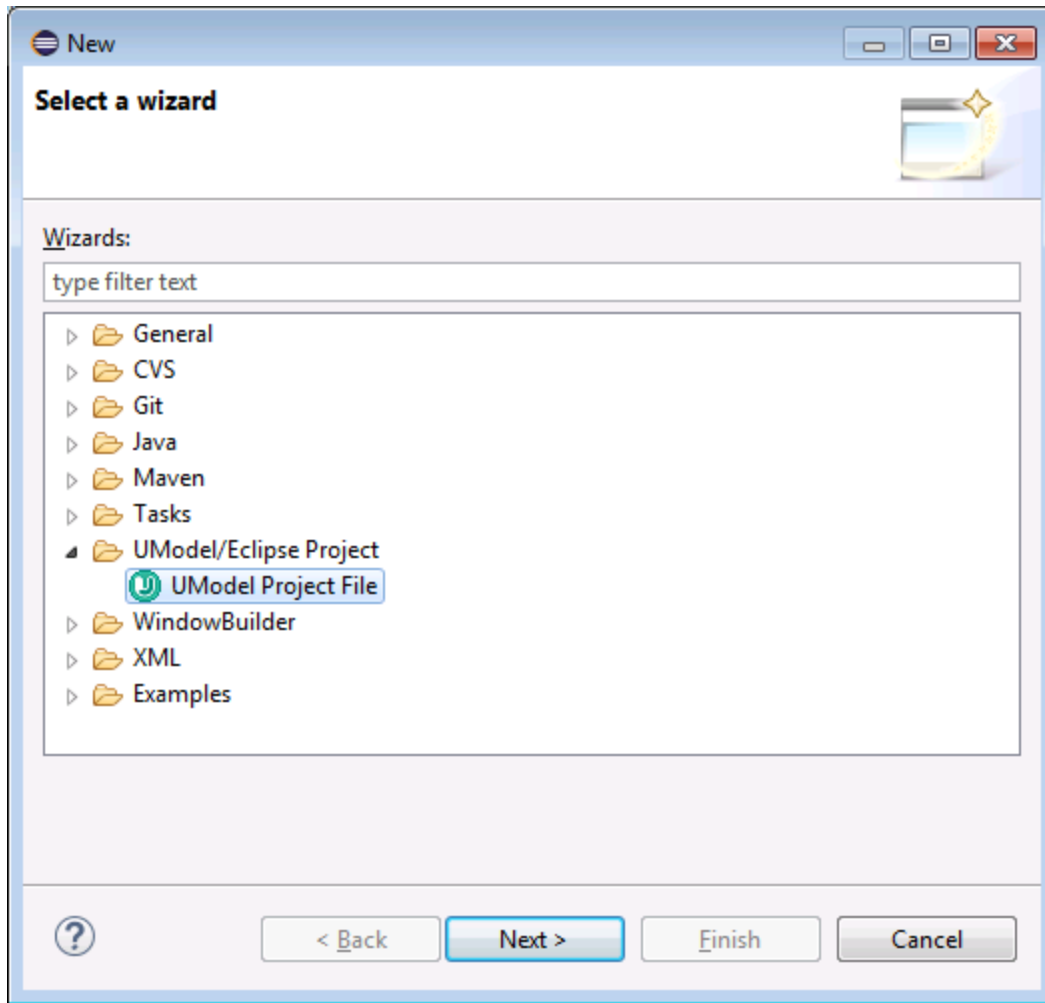 New
Select a wizard
Wizards:
type filter text
General
CVS
Git
Java
Maven
Tasks
UModel/Eclipse Project
UModel Project File
WindowBuilder
XML
Examples
? < Back Next > Finish Cancel